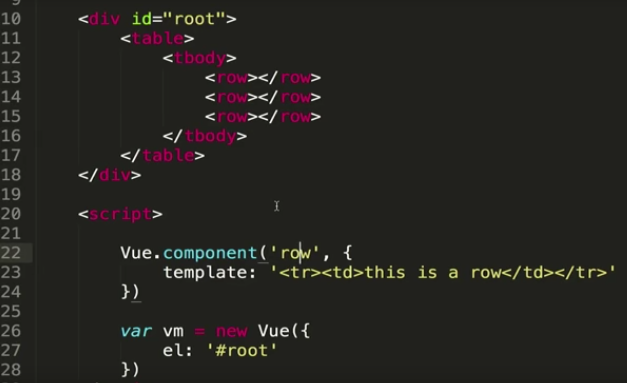 9
10 <div id="root">
11 <table>
12 <tbody>
13 <row></row>
14 <row></row>
15 <row></row>
16 </tbody>
17 </table>
18 </div>
19
20 <script>
21
22 Vue.component('row', {
23 template: '<tr><td>this is a row</td></tr>'
24 })
25
26 var vm = new Vue({
27 el: '#root'
28 })